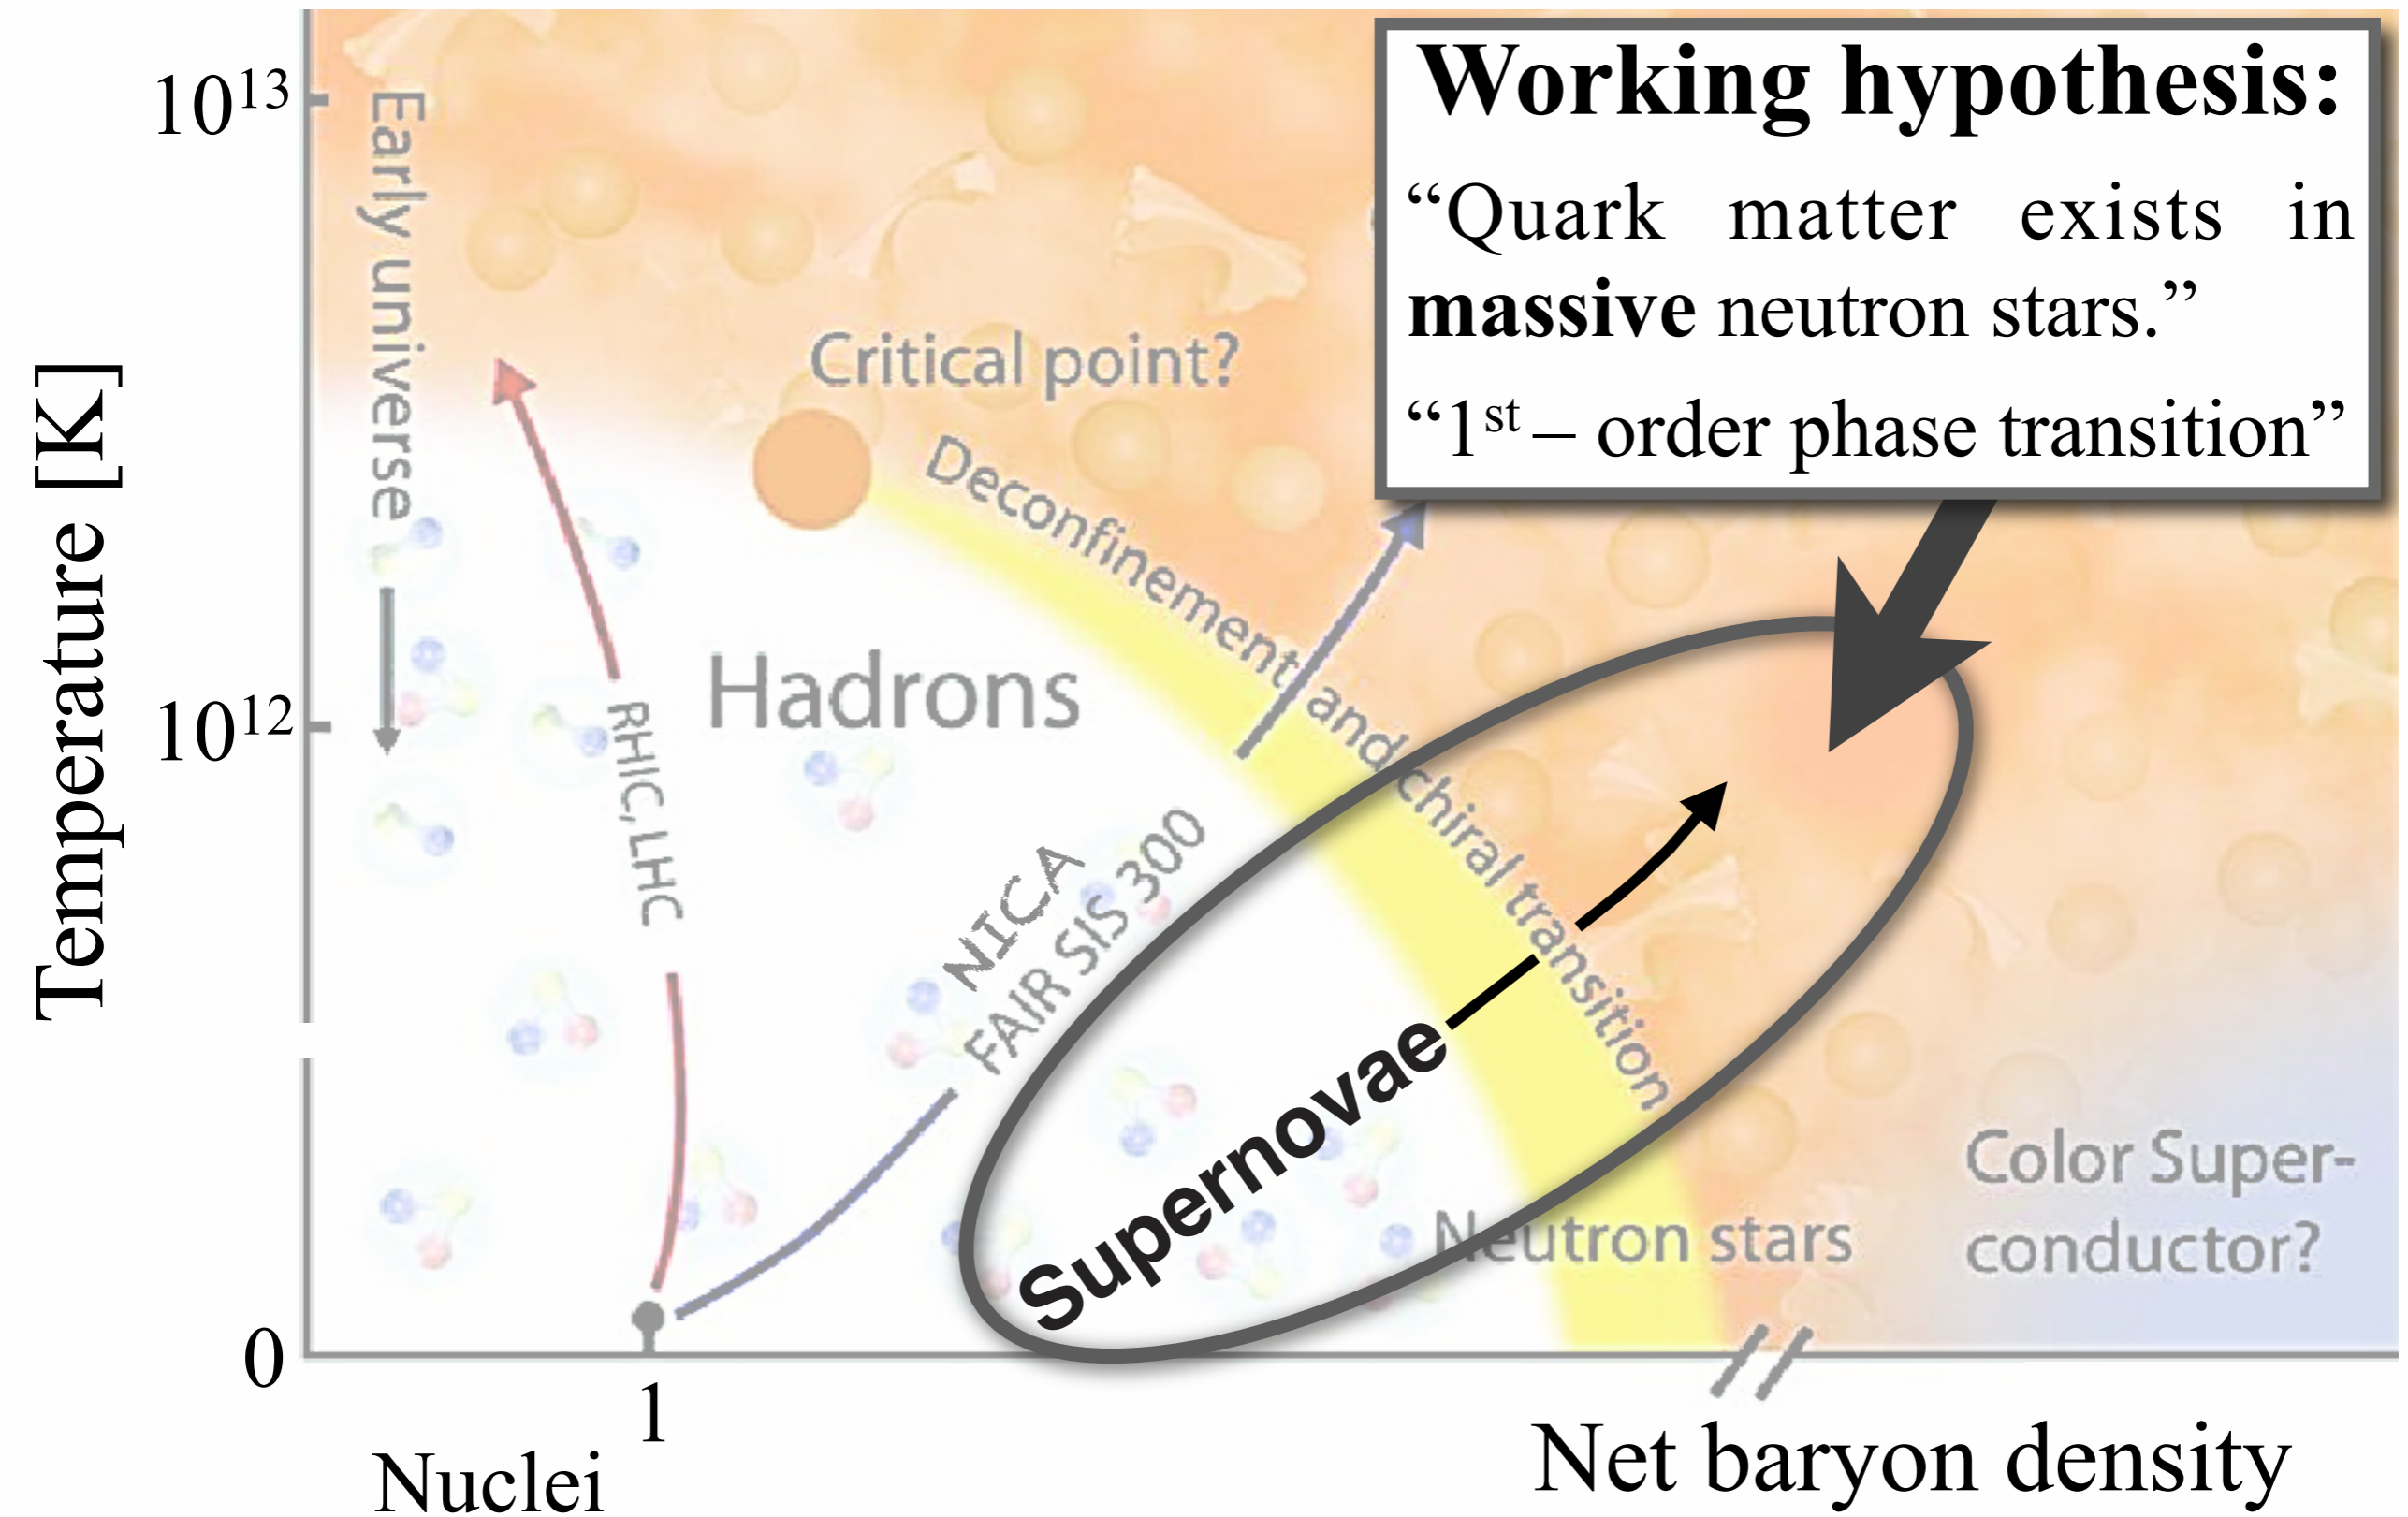 10¹³
Working hypothesis:
“Quark matter exists in
massive neutron stars.”
“1ˢᵗ – order phase transition”
Early universe
Critical point?
Deconfinement and chiral transition
Temperature [K]
Hadrons
10¹²
RHIC, LHC
NICA
FAIR SIS 300
Supernovae
Neutron stars
Color Super-
conductor?
0
1
Nuclei
Net baryon density